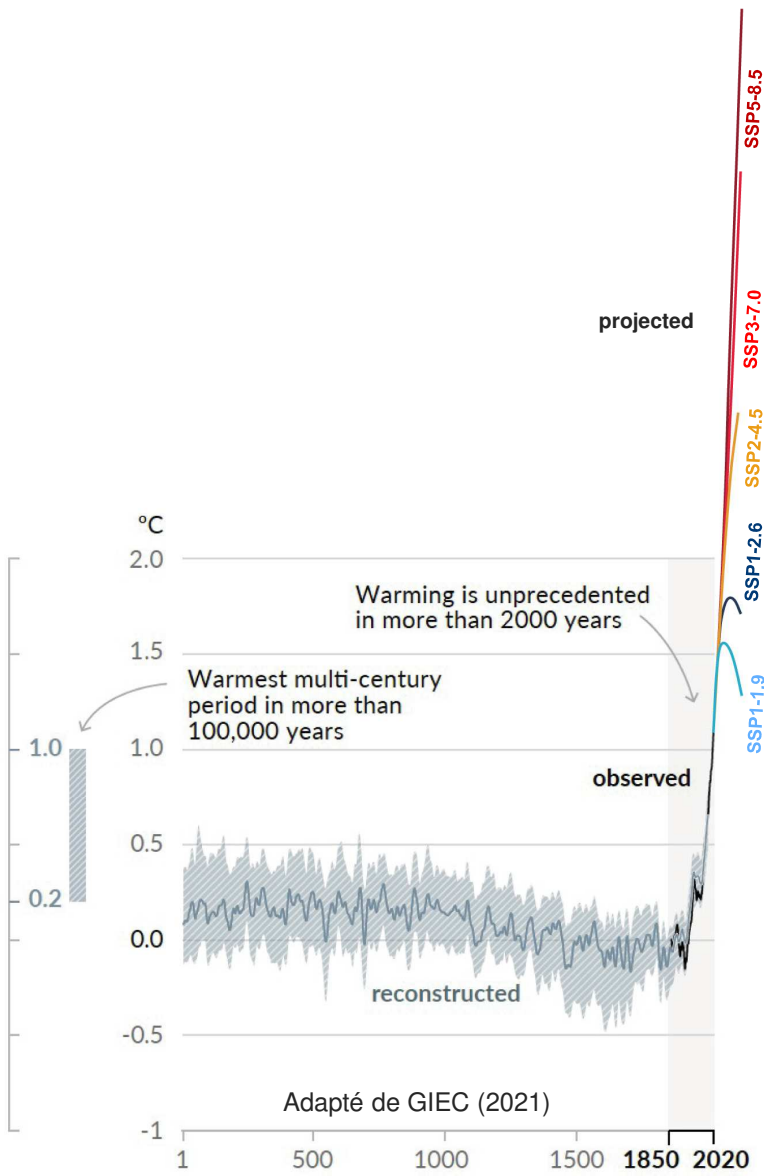 SSP5-8.5
SSP3-7.0
projected
SSP2-4.5
°C
SSP1-2.6
2.0
Warming is unprecedented
in more than 2000 years
1.5
Warmest multi-century
period in more than
100,000 years
SSP1-1.9
1.0
1.0
observed
0.5
0.2
0.0
reconstructed
-0.5
Adapté de GIEC (2021)
-1
1
500
1000
1500
1850
2020